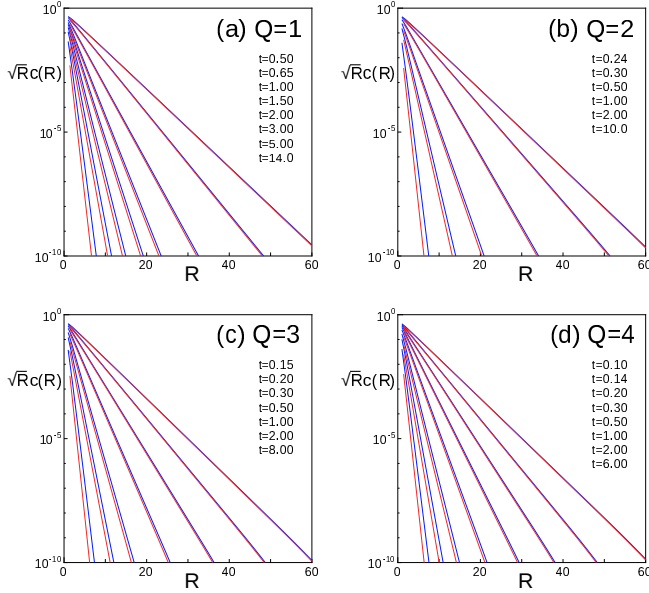 (a) Q=1
10^0
t=0.50
t=0.65
t=1.00
t=1.50
t=2.00
t=3.00
t=5.00
t=14.0
√Rc(R)
10^-5
10^-10
0 20 40 60
R
(b) Q=2
10^0
t=0.24
t=0.30
t=0.50
t=1.00
t=2.00
t=10.0
√Rc(R)
10^-5
10^-10
0 20 40 60
R
(c) Q=3
10^0
t=0.15
t=0.20
t=0.30
t=0.50
t=1.00
t=2.00
t=8.00
√Rc(R)
10^-5
10^-10
0 20 40 60
R
(d) Q=4
10^0
t=0.10
t=0.14
t=0.20
t=0.30
t=0.50
t=1.00
t=2.00
t=6.00
√Rc(R)
10^-5
10^-10
0 20 40 60
R